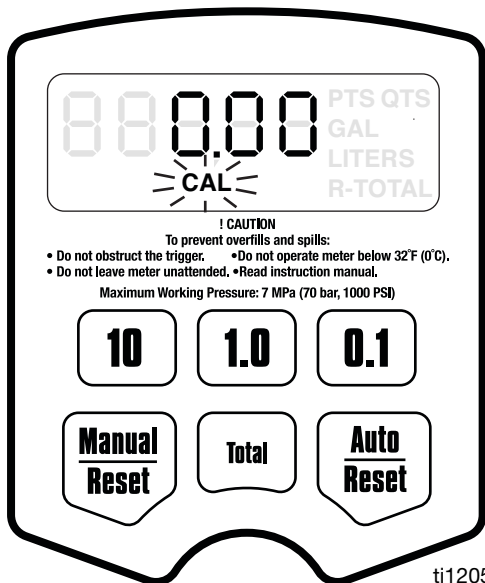 0.00
PTS QTS
GAL
LITERS
R-TOTAL
CAL
! CAUTION
To prevent overfills and spills:
• Do not obstruct the trigger. •Do not operate meter below 32°F (0°C).
• Do not leave meter unattended. •Read instruction manual.
Maximum Working Pressure: 7 MPa (70 bar, 1000 PSI)
10 1.0 0.1
Manual Reset Total Auto Reset
ti1205